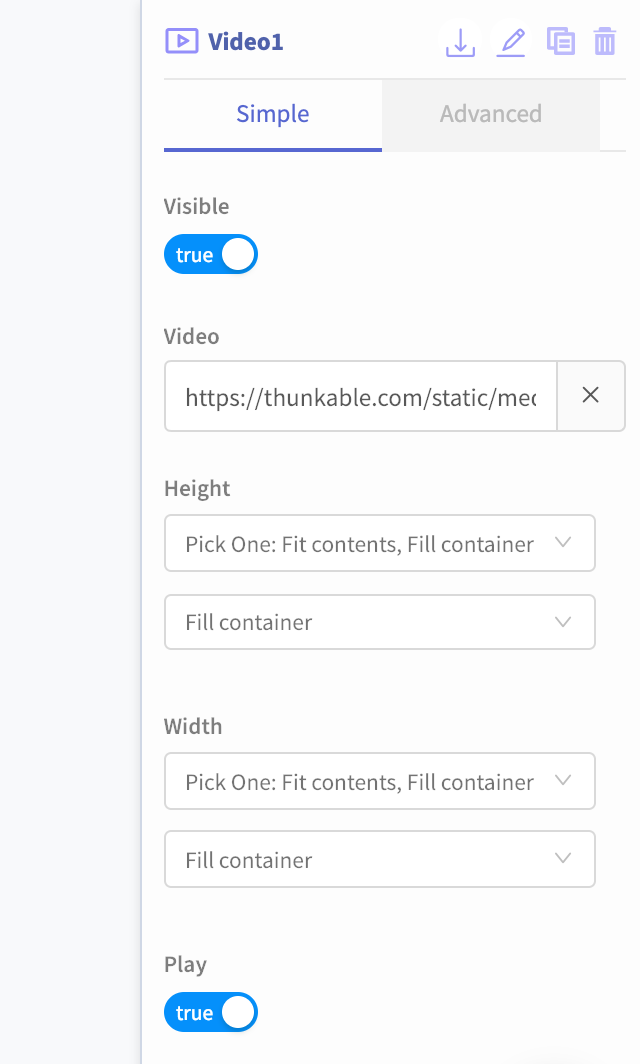 Video1
Simple Advanced
Visible
true
Video
https://thunkable.com/static/med
Height
Pick One: Fit contents, Fill container
Fill container
Width
Pick One: Fit contents, Fill container
Fill container
Play
true